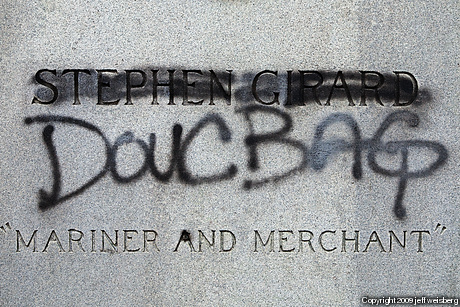 STEPHEN GIRARD
DOUCBAG
"MARINER AND MERCHANT"
Copyright 2009 jeff weisberg